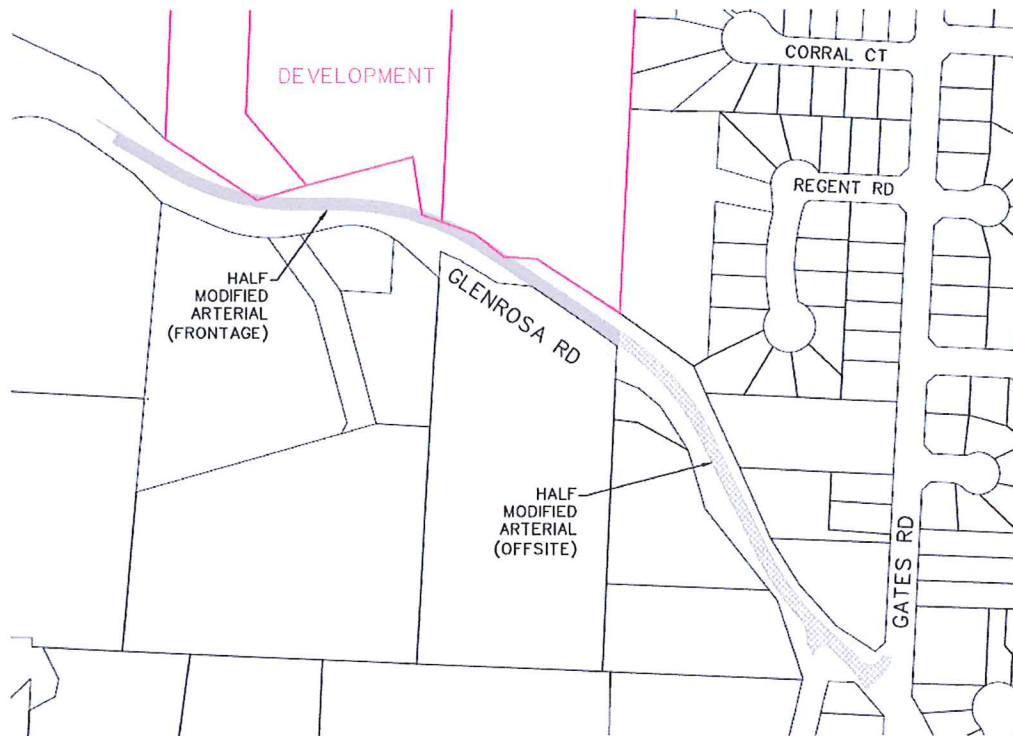 CORRAL CT
DEVELOPMENT
REGENT RD
HALF
MODIFIED
ARTERIAL
(FRONTAGE)
GLENROSA RD
HALF
MODIFIED
ARTERIAL
(OFFSITE)
GATES RD